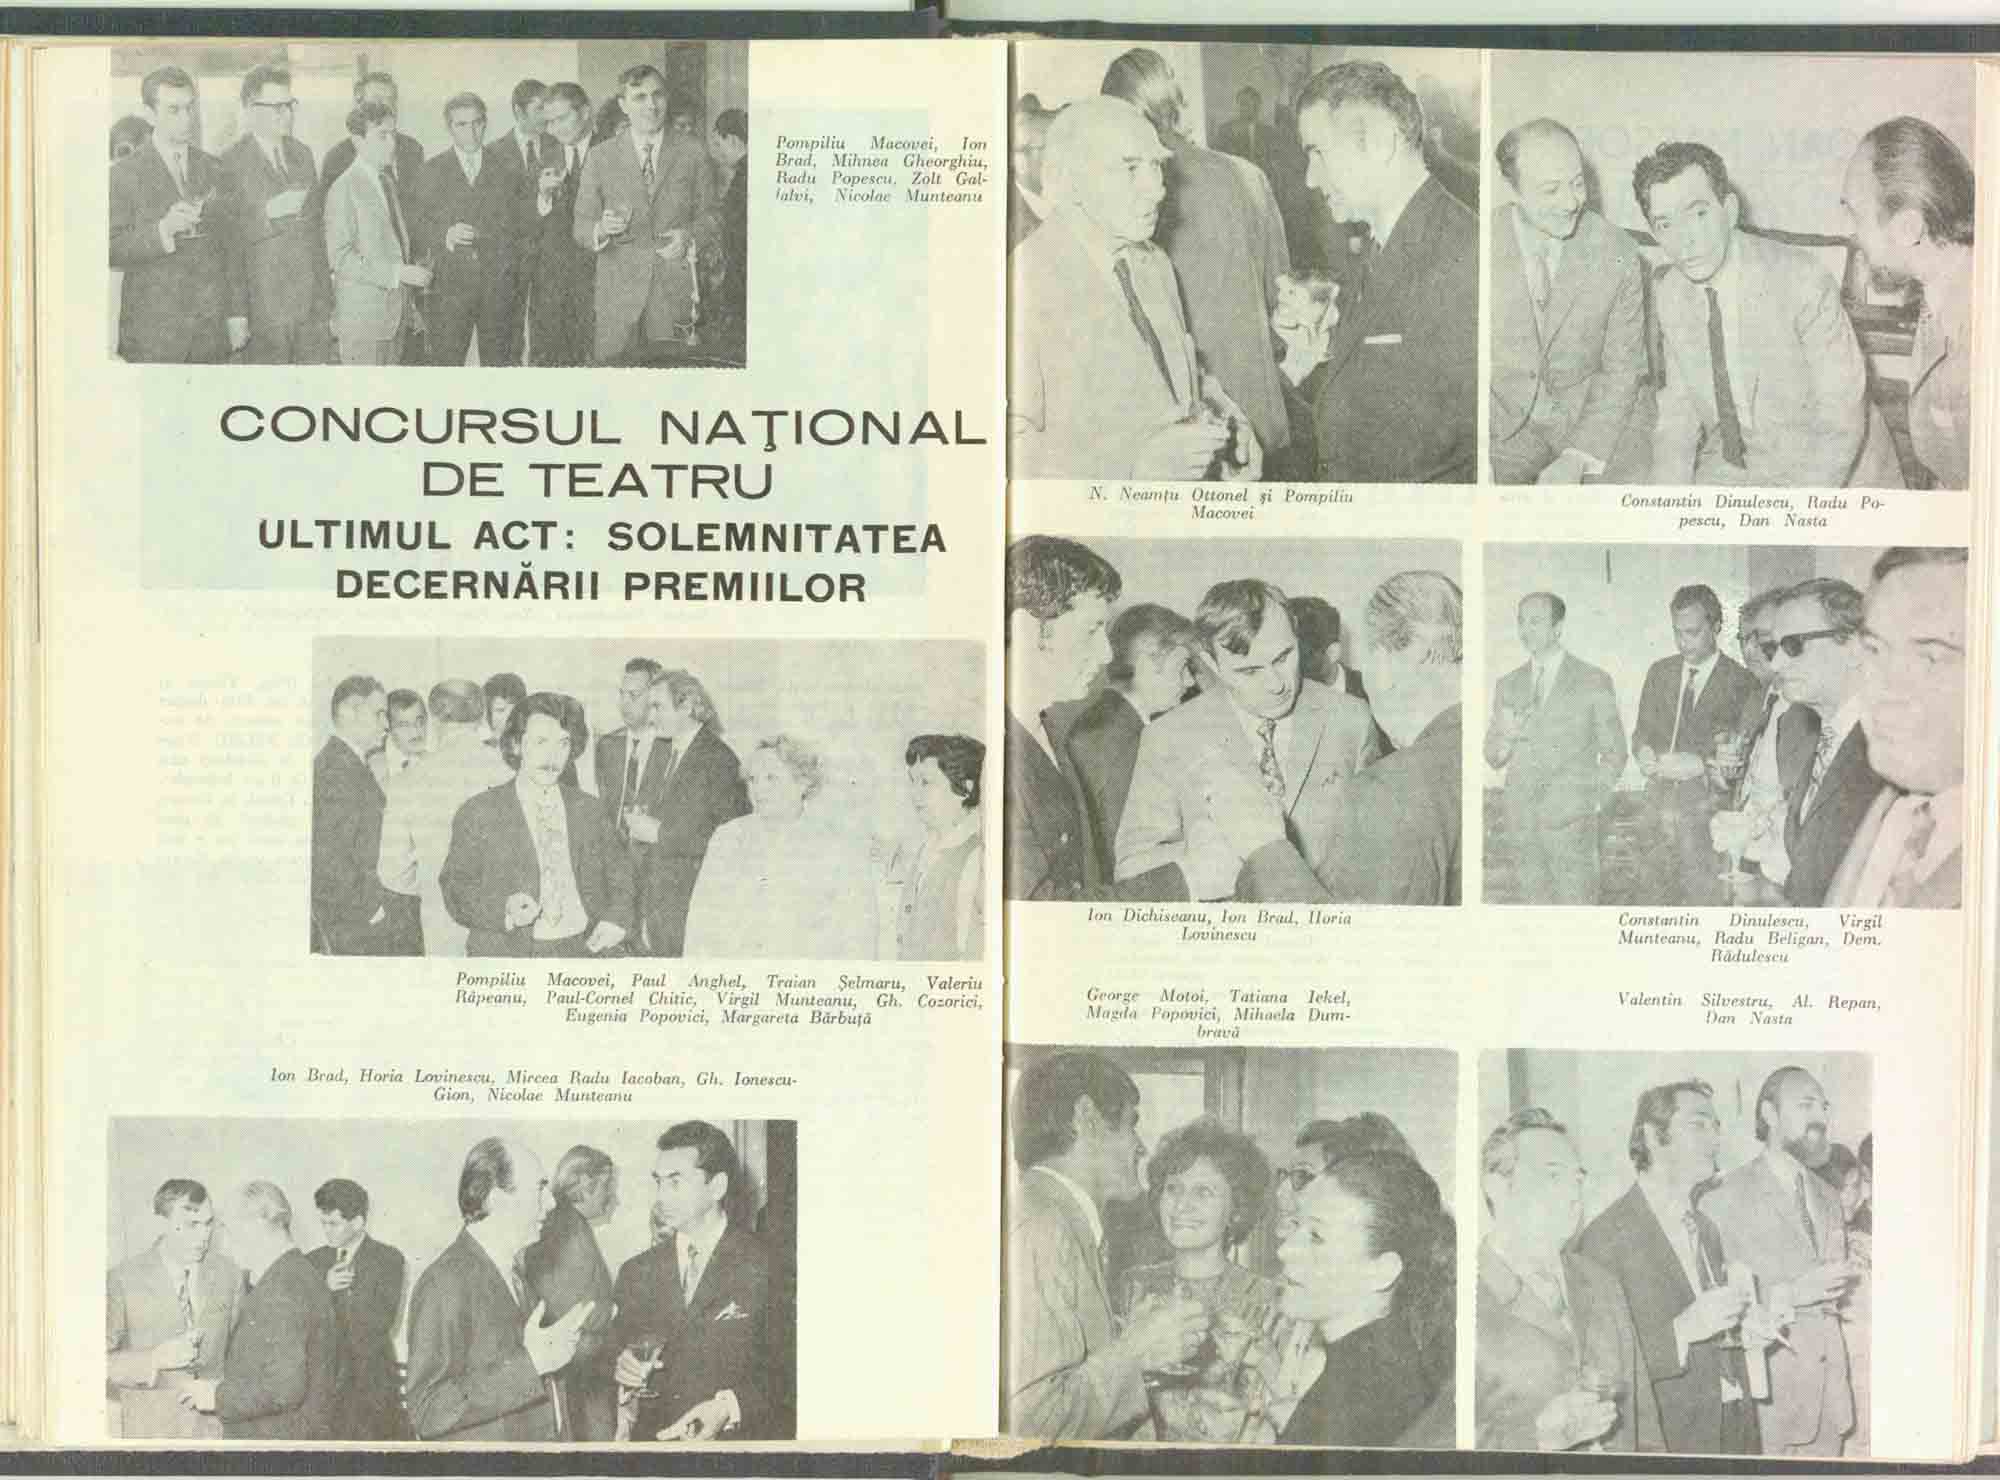 Pompiliu Macovei, Ion
Brad, Mihnea Gheorghiu,
Radu Popescu, Zolt Gal-
falvi, Nicolae Munteanu
CONCURSUL NAŢIONAL
DE TEATRU
ULTIMUL ACT: SOLEMNITATEA
DECERNĂRII PREMIILOR
Pompiliu Macovei, Paul Anghel, Traian Şelmaru, Valeriu
Râpeanu, Paul-Cornel Chitic, Virgil Munteanu, Gh. Cozorici,
Eugenia Popovici, Margareta Bărbuţă
Ion Brad, Horia Lovinescu, Mircea Radu Iacoban, Gh. Ionescu-
Gion, Nicolae Munteanu
N. Neamţu Ottonel şi Pompiliu
Macovei
Constantin Dinulescu, Radu Po-
pescu, Dan Nasta
Ion Dichiseanu, Ion Brad, Horia
Lovinescu
Constantin Dinulescu, Virgil
Munteanu, Radu Beligan, Dem.
Rădulescu
George Motoi, Tatiana Iekel,
Magda Popovici, Mihaela Dum-
bravă
Valentin Silvestru, Al. Repan,
Dan Nasta